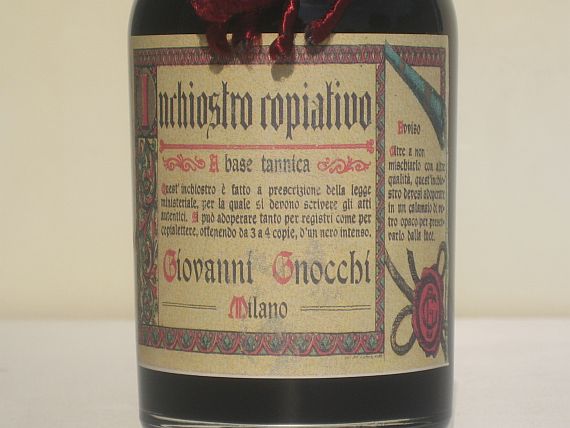 Inchiostro copiativo
A base tannica
Quest'inchiostro è fatto a prescrizione della legge
ministeriale, per la quale si devono scrivere gli atti
autentici. Si può adoperare tanto per registri come per
copialettere, ottenendo da 3 a 4 copie, d'un nero intenso.
Giovanni Gnocchi
Milano
Avviso
Oltre a non
mischiarlo con altre
qualità, quest'inchio-
stro devesi adoperare
in un calamaio di ve-
tro opaco per preser-
varlo dalla luce.
G